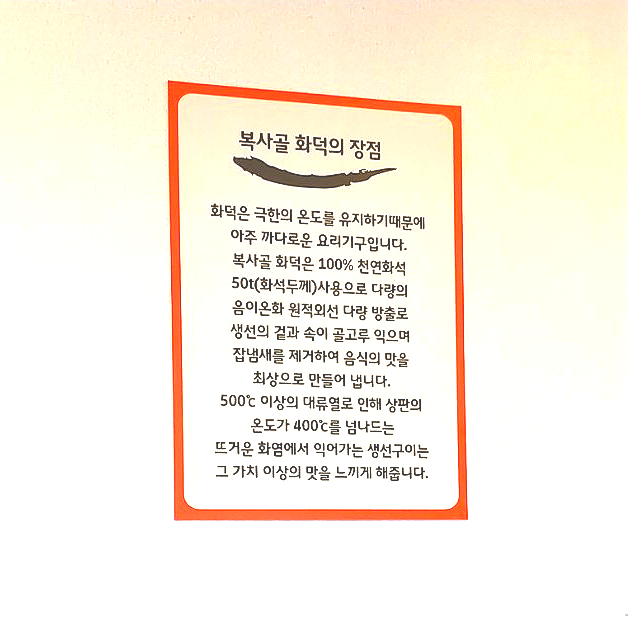 복사골 화덕의 장점
화덕은 극한의 온도를 유지하기때문에
아주 까다로운 요리기구입니다.
복사골 화덕은 100% 천연화석
50t(화석두께)사용으로 다량의
음이온화 원적외선 다량 방출로
생선의 겉과 속이 골고루 익으며
잡냄새를 제거하여 음식의 맛을
최상으로 만들어 냅니다.
500℃ 이상의 대류열로 인해 상판의
온도가 400℃를 넘나드는
뜨거운 화염에서 익어가는 생선구이는
그 가치 이상의 맛을 느끼게 해줍니다.